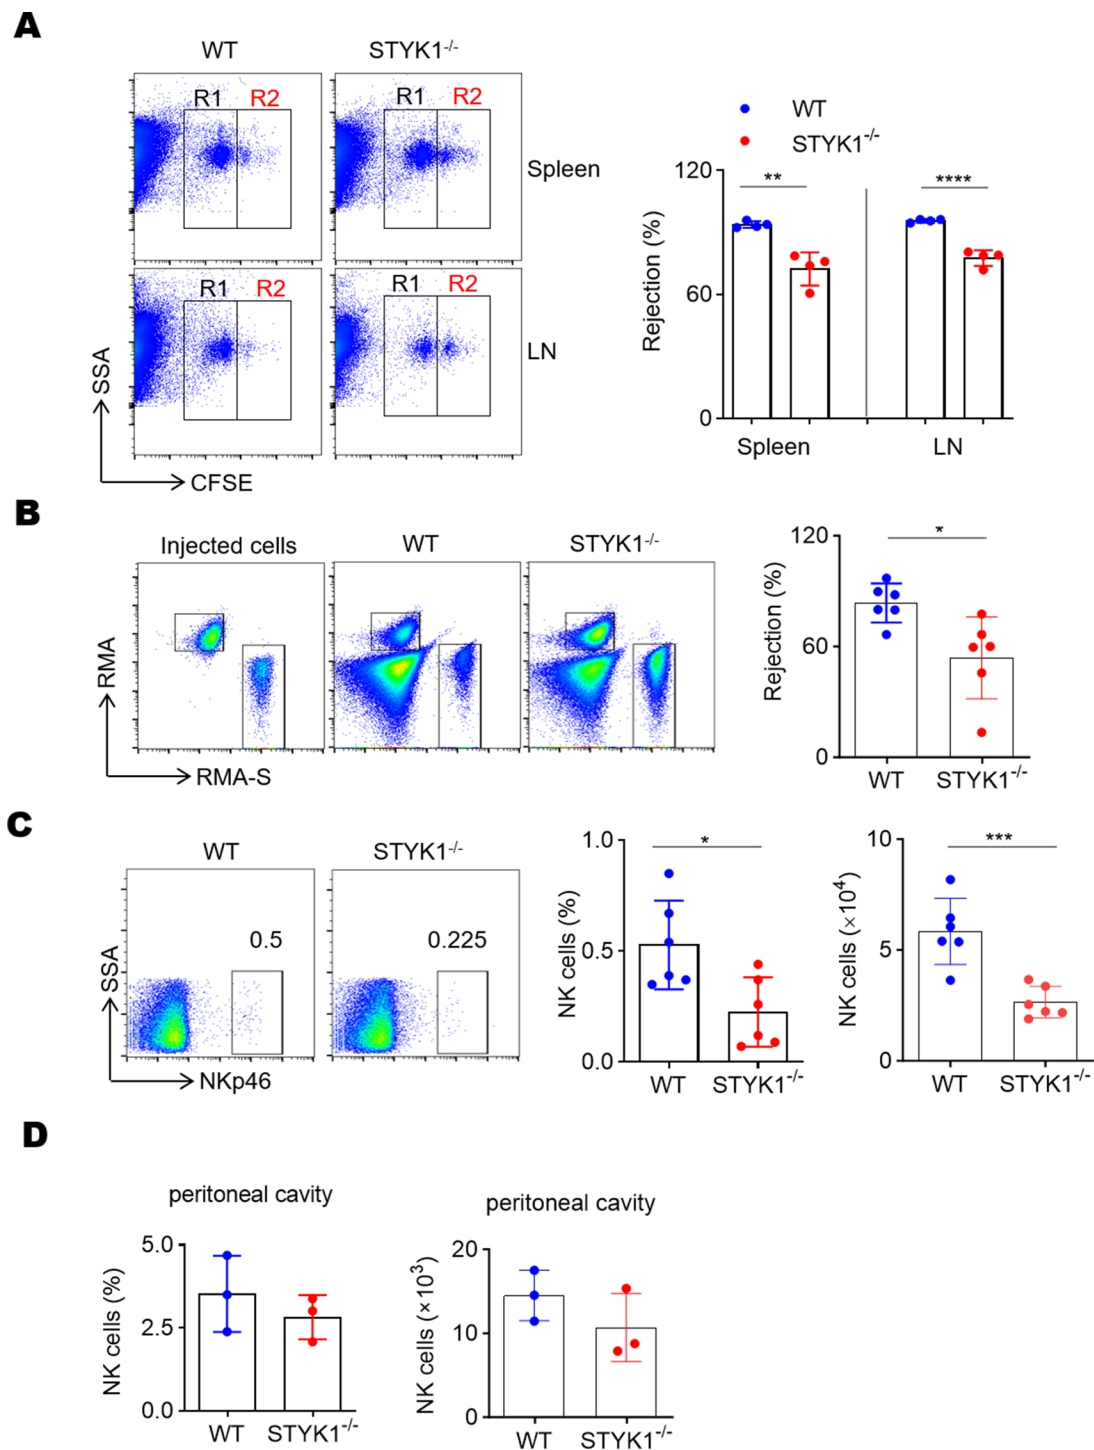 A
WT
STYK1-/-
R1 R2
R1 R2
Spleen
R1 R2
R1 R2
LN
SSA
CFSE
WT
STYK1-/-
**
****
120
60
0
Rejection (%)
Spleen
LN
B
Injected cells
WT
STYK1-/-
RMA
RMA-S
*
120
60
0
Rejection (%)
WT
STYK1-/-
C
WT
STYK1-/-
0.5
0.225
SSA
NKp46
*
1.0
0.5
0.0
NK cells (%)
WT
STYK1-/-
***
10
5
0
NK cells (×10⁴)
WT
STYK1-/-
D
peritoneal cavity
5.0
2.5
0.0
NK cells (%)
WT
STYK1-/-
peritoneal cavity
20
10
0
NK cells (×10³)
WT
STYK1-/-